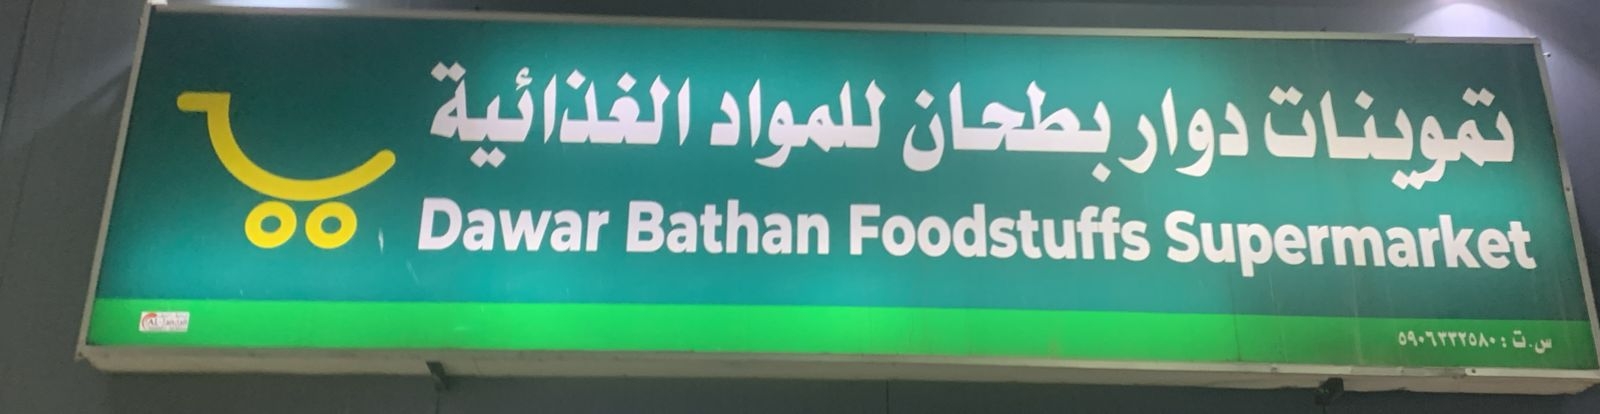 تموينات دوار بطحان للمواد الغذائية
Dawar Bathan Foodstuffs Supermarket
س.ت : ٥٩٠٦٣٣٢٥٨٠